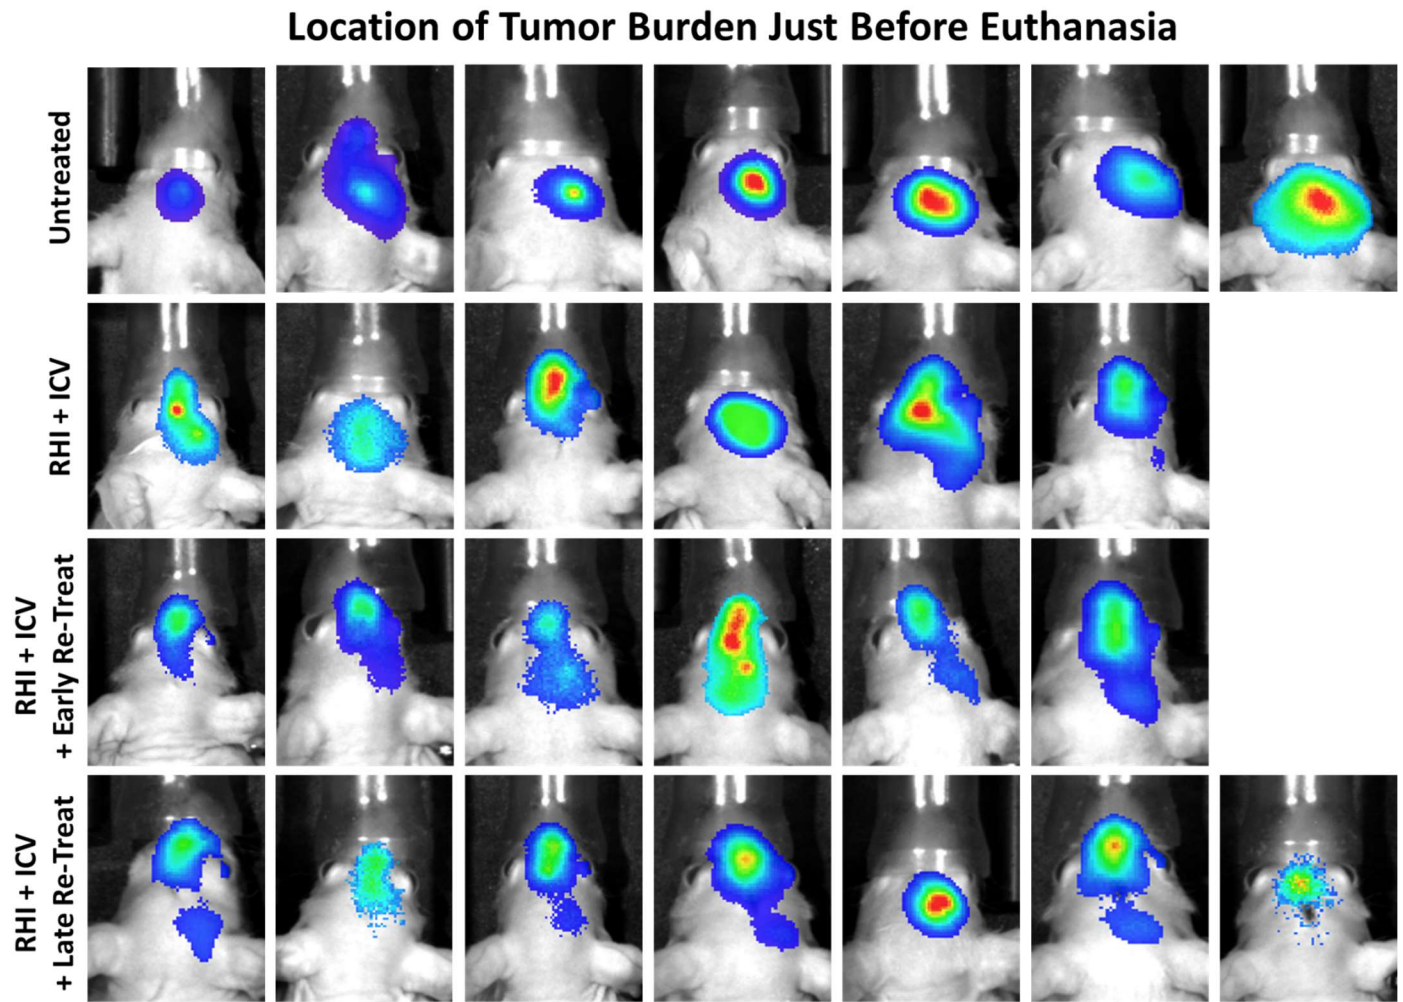 Location of Tumor Burden Just Before Euthanasia
Untreated
RHI + ICV
RHI + ICV
+ Early Re-Treat
RHI + ICV
+ Late Re-Treat